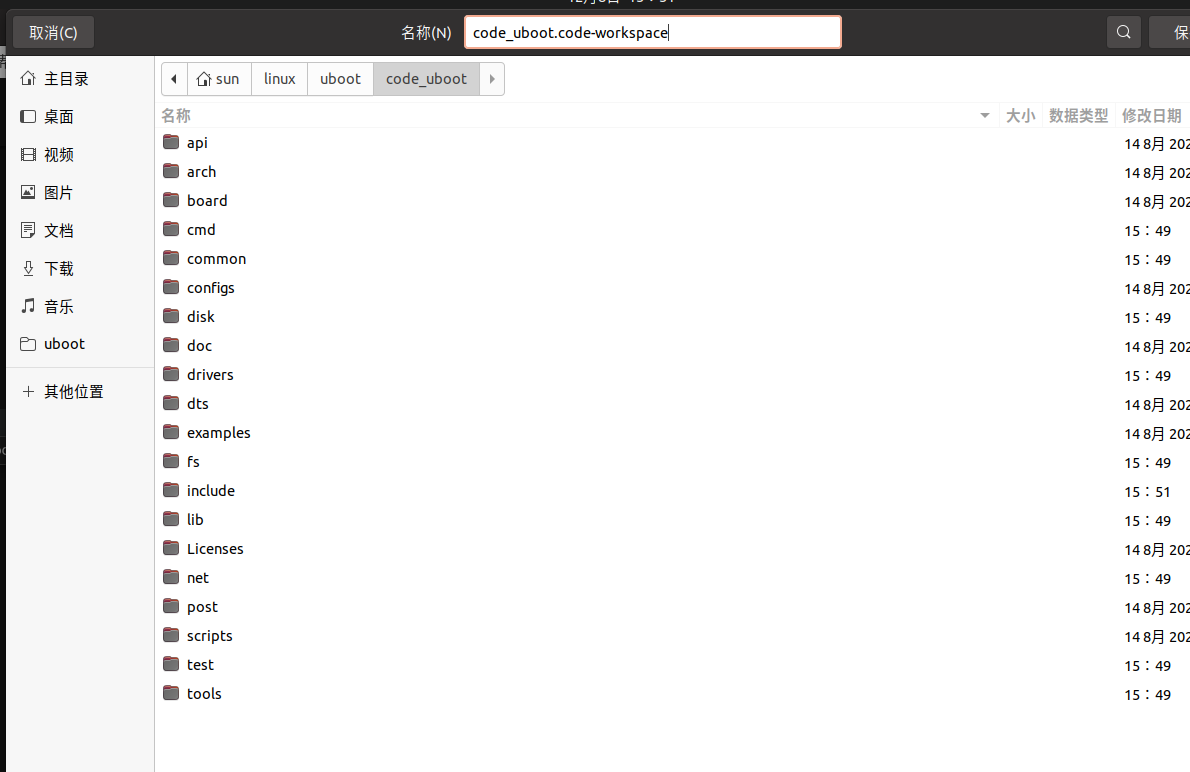 取消(C) 名称(N) code_uboot.code-workspace 保
主目录
桌面
视频
图片
文档
下载
音乐
uboot
其他位置
sun linux uboot code_uboot
名称 大小 数据类型 修改日期
api 14 8月 202
arch 14 8月 202
board 14 8月 202
cmd 15：49
common 15：49
configs 14 8月 202
disk 15：49
doc 14 8月 202
drivers 15：49
dts 14 8月 202
examples 14 8月 202
fs 15：49
include 15：51
lib 15：49
Licenses 14 8月 202
net 15：49
post 14 8月 202
scripts 14 8月 202
test 15：49
tools 15：49